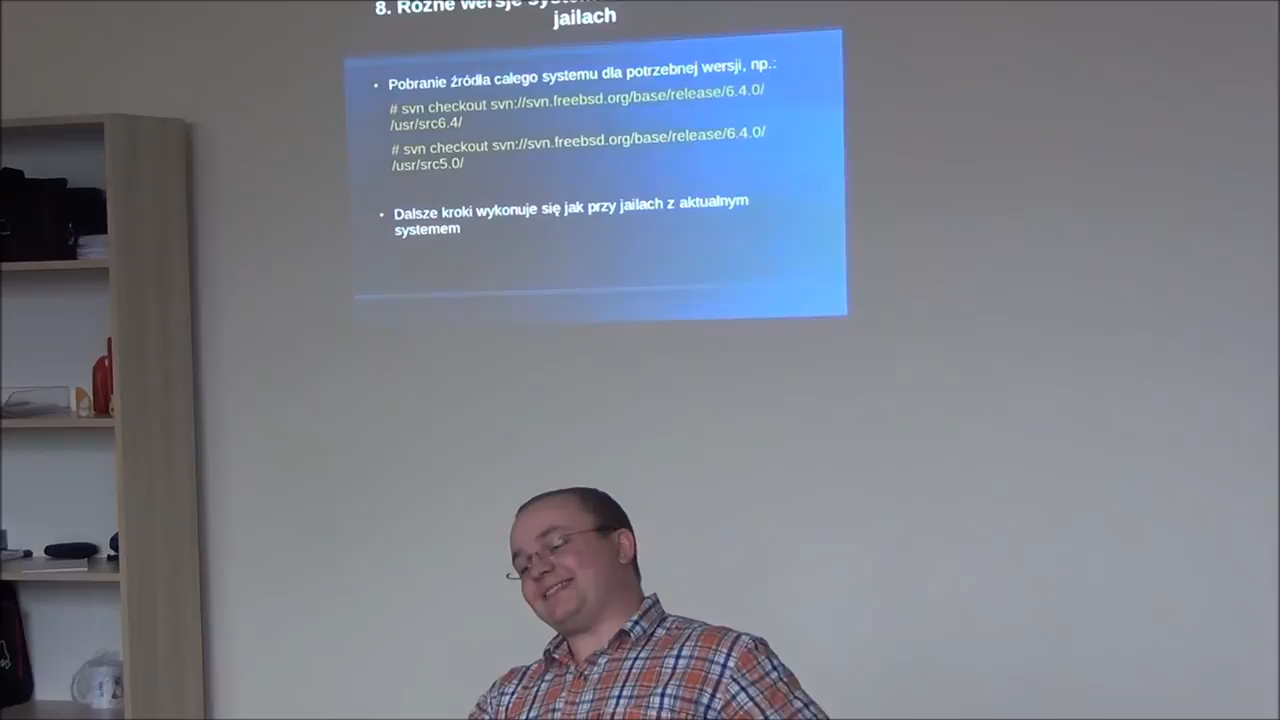 8. Różne wersje
jailach
• Pobranie źródła całego systemu dla potrzebnej wersji, np.:
# svn checkout svn://svn.freebsd.org/base/release/6.4.0/
/usr/src6.4/
# svn checkout svn://svn.freebsd.org/base/release/6.4.0/
/usr/src5.0/
• Dalsze kroki wykonuje się jak przy jailach z aktualnym
systemem